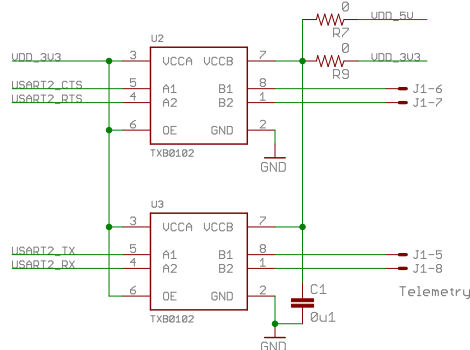 0
VDD_5V
R7
U2
0
VDD_3V3
3
VCCA
VCCB
7
VDD_3V3
R9
USART2_CTS
5
A1
B1
8
J1-6
USART2_RTS
4
A2
B2
1
J1-7
6
OE
GND
2
TXB0102
GND
U3
3
VCCA
VCCB
7
USART2_TX
5
A1
B1
8
J1-5
USART2_RX
4
A2
B2
1
J1-8
6
OE
GND
2
C1
Telemetry
TXB0102
0u1
GND